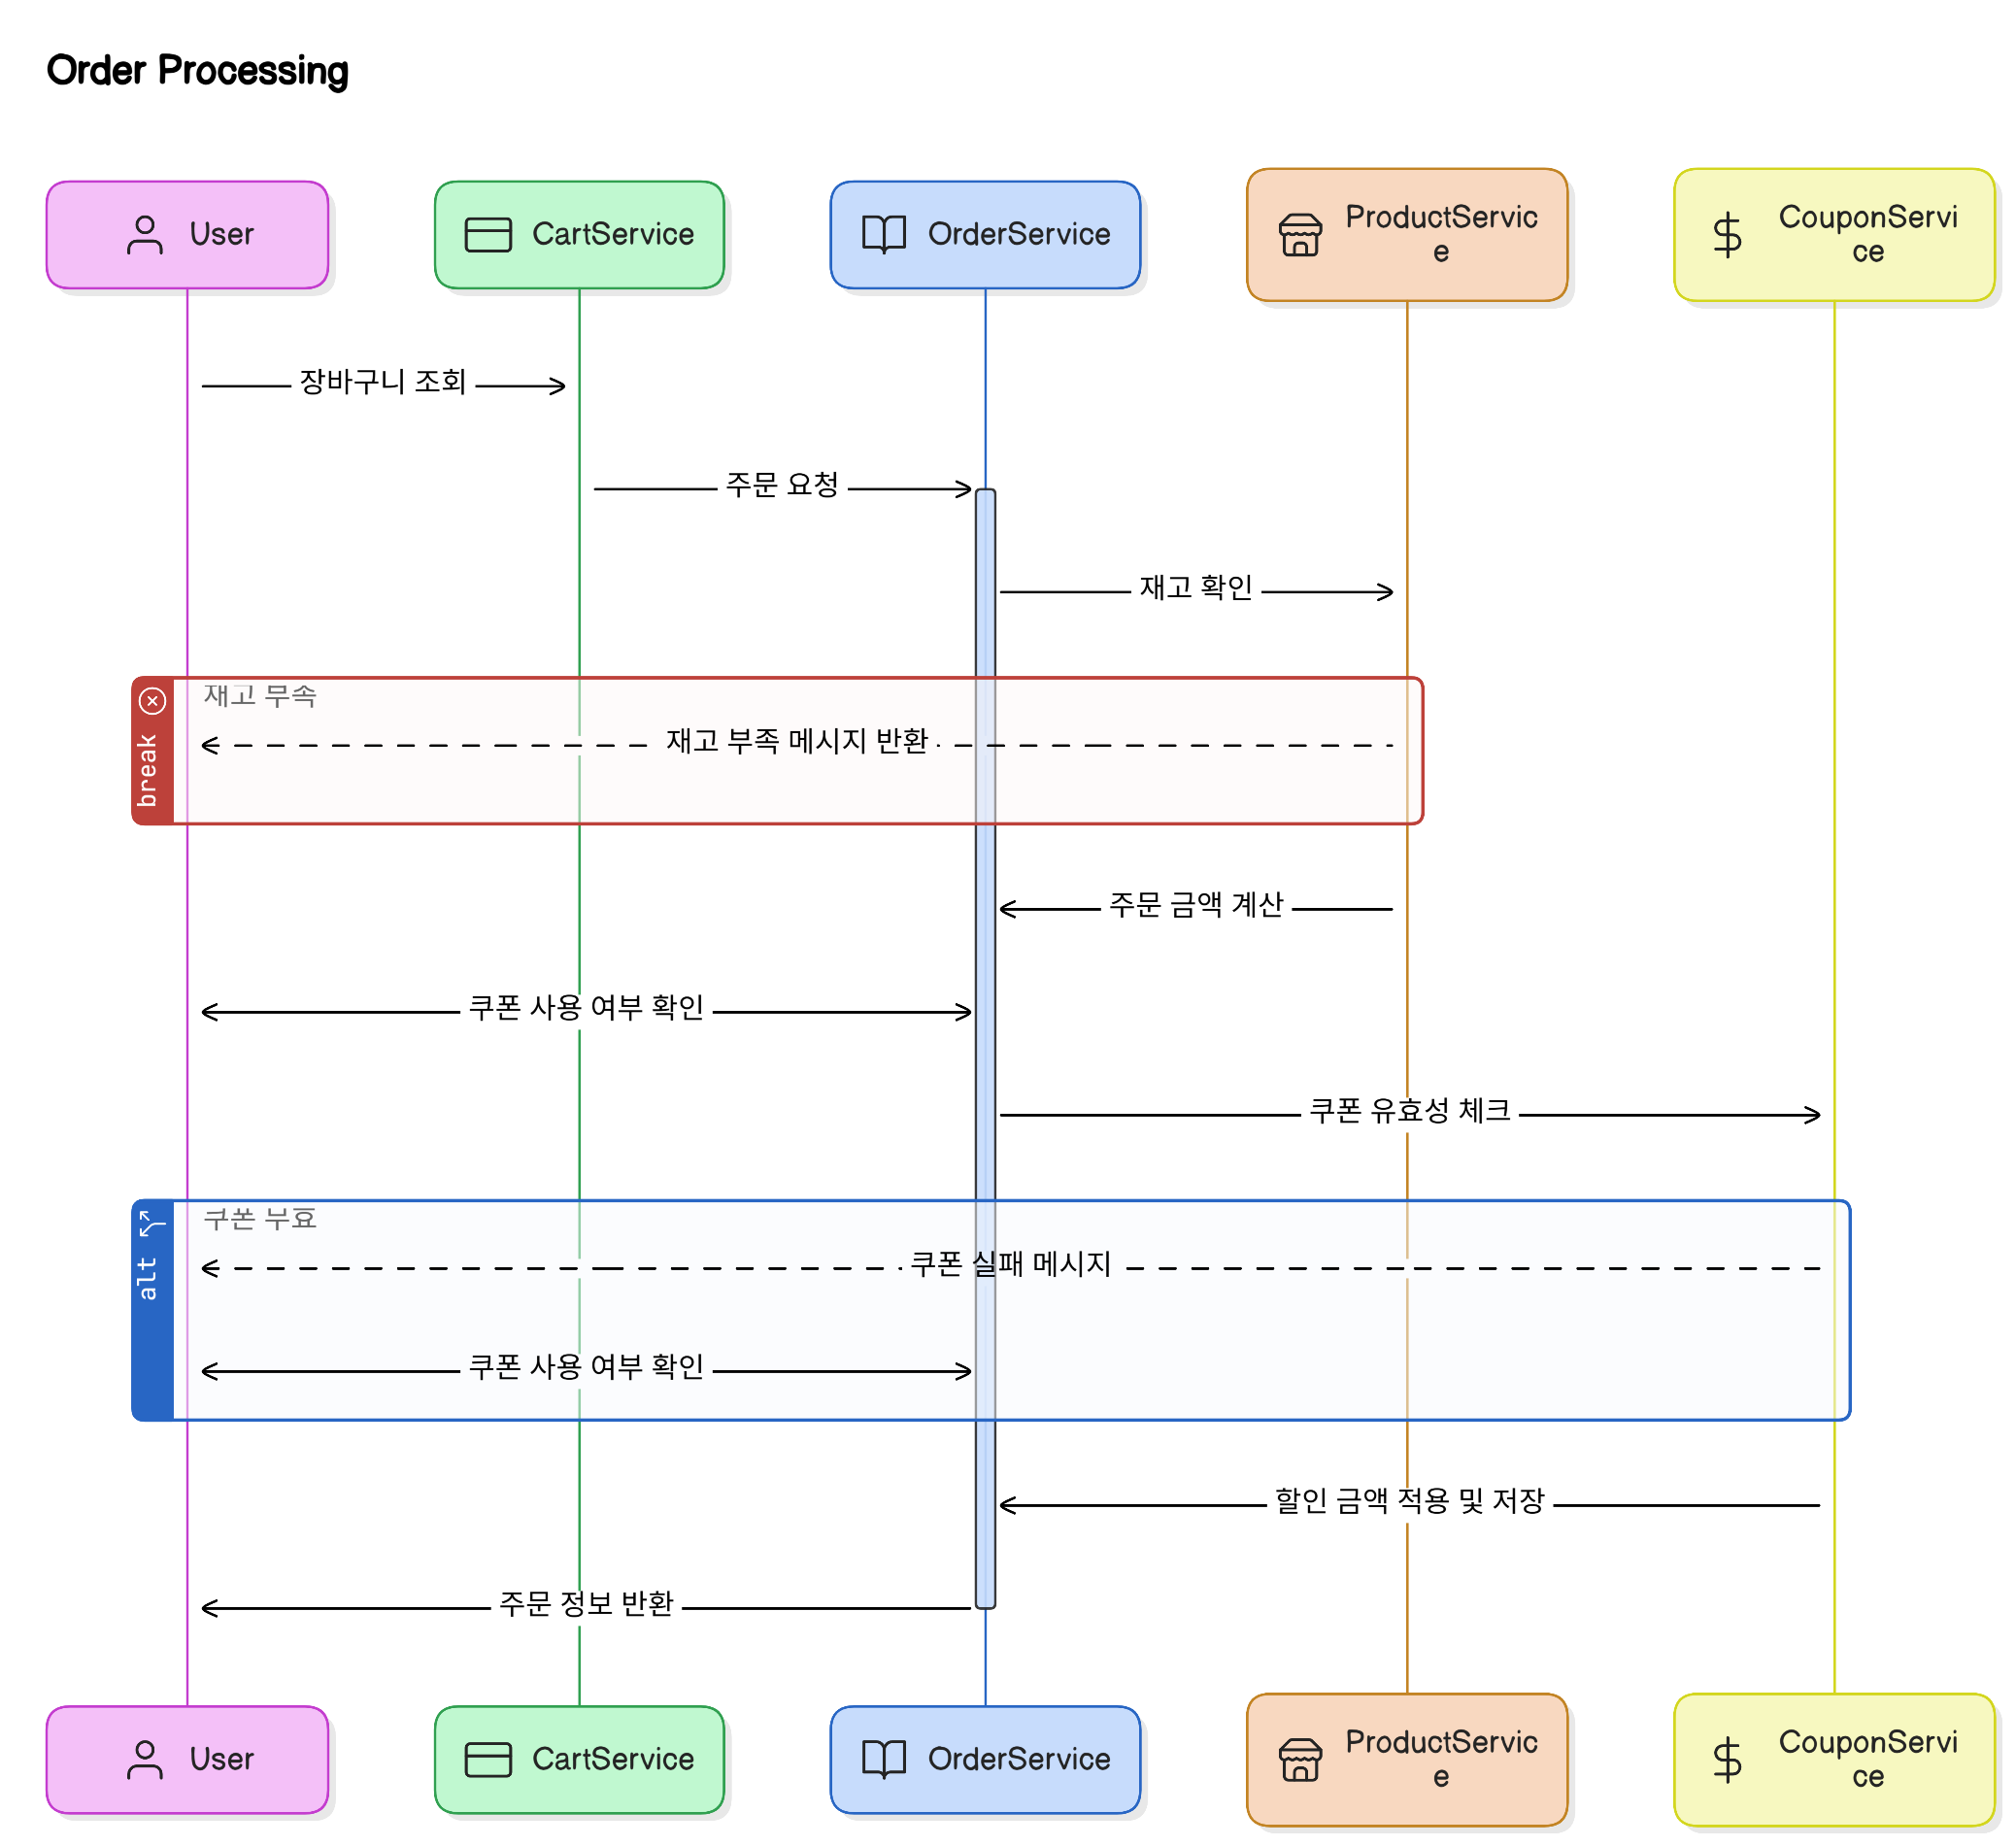 Order Processing
User
CartService
OrderService
ProductServic
e
CouponServi
ce
장바구니 조회
주문 요청
재고 확인
break
재고 부족
재고 부족 메시지 반환
주문 금액 계산
쿠폰 사용 여부 확인
쿠폰 유효성 체크
alt
쿠폰 무효
쿠폰 실패 메시지
쿠폰 사용 여부 확인
할인 금액 적용 및 저장
주문 정보 반환
User
CartService
OrderService
ProductServic
e
CouponServi
ce